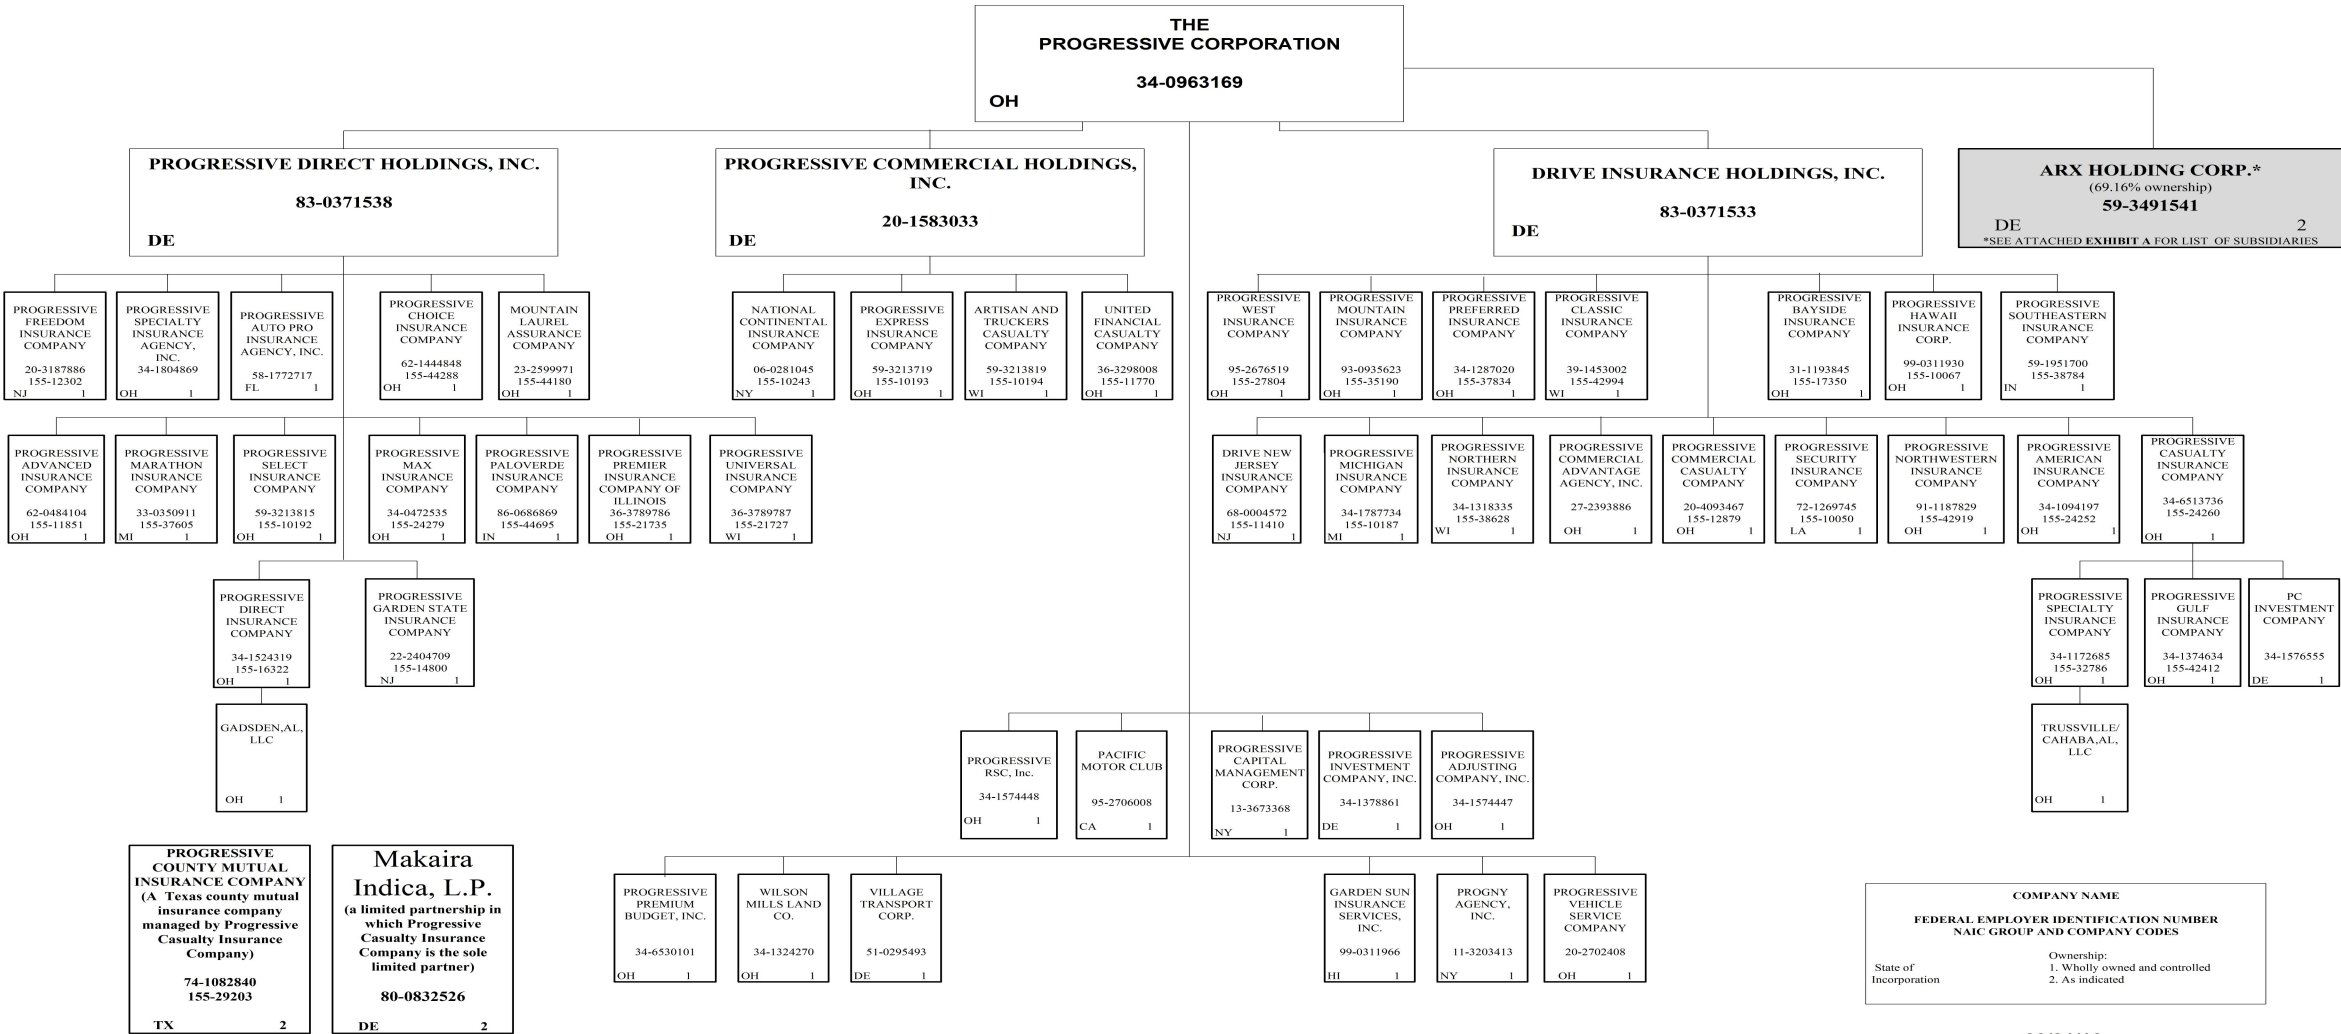 THE
PROGRESSIVE CORPORATION
34-0963169
OH
PROGRESSIVE DIRECT HOLDINGS, INC.
83-0371538
DE
PROGRESSIVE COMMERCIAL HOLDINGS,
INC.
20-1583033
DE
DRIVE INSURANCE HOLDINGS, INC.
83-0371533
DE
ARX HOLDING CORP.*
(69.16% ownership)
59-3491541
DE 2
*SEE ATTACHED EXHIBIT A FOR LIST OF SUBSIDIARIES
PROGRESSIVE
FREEDOM
INSURANCE
COMPANY
20-3187886
155-12302
NJ 1
PROGRESSIVE
SPECIALTY
INSURANCE
AGENCY,
INC.
34-1804869
OH 1
PROGRESSIVE
AUTO PRO
INSURANCE
AGENCY, INC.
58-1772717
FL 1
PROGRESSIVE
CHOICE
INSURANCE
COMPANY
62-1444848
155-44288
OH 1
MOUNTAIN
LAUREL
ASSURANCE
COMPANY
23-2599971
155-44180
OH 1
NATIONAL
CONTINENTAL
INSURANCE
COMPANY
06-0281045
155-10243
NY 1
PROGRESSIVE
EXPRESS
INSURANCE
COMPANY
59-3213719
155-10193
OH 1
ARTISAN AND
TRUCKERS
CASUALTY
COMPANY
59-3213819
155-10194
WI 1
UNITED
FINANCIAL
CASUALTY
COMPANY
36-3298008
155-11770
OH 1
PROGRESSIVE
WEST
INSURANCE
COMPANY
95-2676519
155-27804
OH 1
PROGRESSIVE
MOUNTAIN
INSURANCE
COMPANY
93-0935623
155-35190
OH 1
PROGRESSIVE
PREFERRED
INSURANCE
COMPANY
34-1287020
155-37834
OH 1
PROGRESSIVE
CLASSIC
INSURANCE
COMPANY
39-1453002
155-42994
WI 1
PROGRESSIVE
BAYSIDE
INSURANCE
COMPANY
31-1193845
155-17350
OH 1
PROGRESSIVE
HAWAII
INSURANCE
CORP.
99-0311930
155-10067
OH 1
PROGRESSIVE
SOUTHEASTERN
INSURANCE
COMPANY
59-1951700
155-38784
IN 1
PROGRESSIVE
ADVANCED
INSURANCE
COMPANY
62-0484104
155-11851
OH 1
PROGRESSIVE
MARATHON
INSURANCE
COMPANY
33-0350911
155-37605
MI 1
PROGRESSIVE
SELECT
INSURANCE
COMPANY
59-3213815
155-10192
OH 1
PROGRESSIVE
MAX
INSURANCE
COMPANY
34-0472535
155-24279
OH 1
PROGRESSIVE
PALOVERDE
INSURANCE
COMPANY
86-0686869
155-44695
IN 1
PROGRESSIVE
PREMIER
INSURANCE
COMPANY OF
ILLINOIS
36-3789786
155-21735
OH 1
PROGRESSIVE
UNIVERSAL
INSURANCE
COMPANY
36-3789787
155-21727
WI 1
DRIVE NEW
JERSEY
INSURANCE
COMPANY
68-0004572
155-11410
NJ 1
PROGRESSIVE
MICHIGAN
INSURANCE
COMPANY
34-1787734
155-10187
MI 1
PROGRESSIVE
NORTHERN
INSURANCE
COMPANY
34-1318335
155-38628
WI 1
PROGRESSIVE
COMMERCIAL
ADVANTAGE
AGENCY, INC.
27-2393886
OH 1
PROGRESSIVE
COMMERCIAL
CASUALTY
COMPANY
20-4093467
155-12879
OH 1
PROGRESSIVE
SECURITY
INSURANCE
COMPANY
72-1269745
155-10050
LA 1
PROGRESSIVE
NORTHWESTERN
INSURANCE
COMPANY
91-1187829
155-42919
OH 1
PROGRESSIVE
AMERICAN
INSURANCE
COMPANY
34-1094197
155-24252
OH 1
PROGRESSIVE
CASUALTY
INSURANCE
COMPANY
34-6513736
155-24260
OH 1
PROGRESSIVE
DIRECT
INSURANCE
COMPANY
34-1524319
155-16322
OH 1
PROGRESSIVE
GARDEN STATE
INSURANCE
COMPANY
22-2404709
155-14800
NJ 1
PROGRESSIVE
SPECIALTY
INSURANCE
COMPANY
34-1172685
155-32786
OH 1
PROGRESSIVE
GULF
INSURANCE
COMPANY
34-1374634
155-42412
OH 1
PC
INVESTMENT
COMPANY
34-1576555
DE 1
GADSDEN,AL,
LLC
OH 1
TRUSSVILLE/
CAHABA,AL,
LLC
OH 1
PROGRESSIVE
RSC, Inc.
34-1574448
OH 1
PACIFIC
MOTOR CLUB
95-2706008
CA 1
PROGRESSIVE
CAPITAL
MANAGEMENT
CORP.
13-3673368
NY 1
PROGRESSIVE
INVESTMENT
COMPANY, INC.
34-1378861
DE 1
PROGRESSIVE
ADJUSTING
COMPANY, INC.
34-1574447
OH 1
PROGRESSIVE
COUNTY MUTUAL
INSURANCE COMPANY
(A Texas county mutual
insurance company
managed by Progressive
Casualty Insurance
Company)
74-1082840
155-29203
TX 2
Makaira
Indica, L.P.
(a limited partnership in
which Progressive
Casualty Insurance
Company is the sole
limited partner)
80-0832526
DE 2
PROGRESSIVE
PREMIUM
BUDGET, INC.
34-6530101
OH 1
WILSON
MILLS LAND
CO.
34-1324270
OH 1
VILLAGE
TRANSPORT
CORP.
51-0295493
DE 1
GARDEN SUN
INSURANCE
SERVICES,
INC.
99-0311966
HI 1
PROGNY
AGENCY,
INC.
11-3203413
NY 1
PROGRESSIVE
VEHICLE
SERVICE
COMPANY
20-2702408
OH 1
COMPANY NAME
FEDERAL EMPLOYER IDENTIFICATION NUMBER
NAIC GROUP AND COMPANY CODES
State of
Incorporation
Ownership:
1. Wholly owned and controlled
2. As indicated